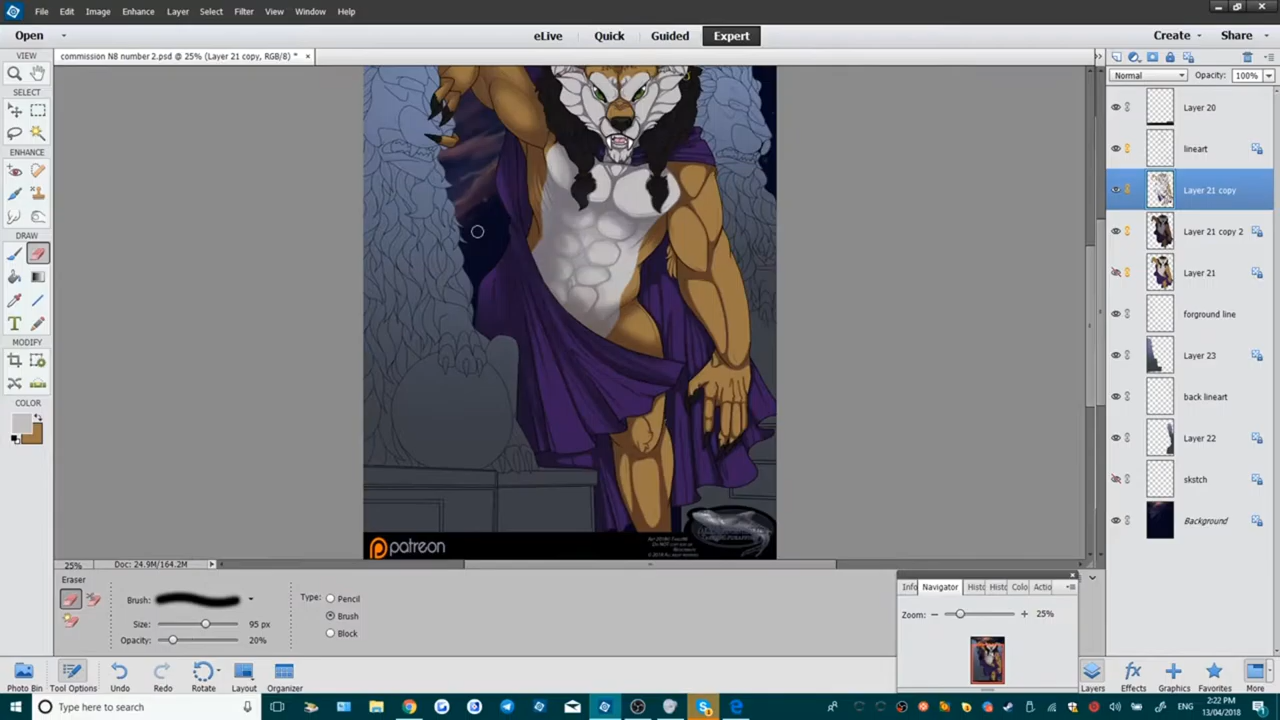 File Edit Image Enhance Layer Select Filter View Window Help
Open eLive Quick Guided Expert Create Share
VIEW
commission N8 number 2.psd @ 25% (Layer 21 copy, RGB/8) *
Normal Opacity: 100%
SELECT
Layer 20
lineart
ENHANCE
Layer 21 copy
Layer 21 copy 2
DRAW
Layer 21
forground line
MODIFY
Layer 23
back lineart
COLOR
Layer 22
skstch
Background
patreon
25% Doc: 24.9M/164.2M
Eraser
Brush:
Size: 95 px
Opacity: 20%
Type: Pencil
Brush
Block
Info Navigator Histo Histo Colo Actio
Zoom: 25%
Photo Bin Tool Options Undo Redo Rotate Layout Organizer Layers Effects Graphics Favorites More
Type here to search
ENG
2:22 PM
13/04/2018